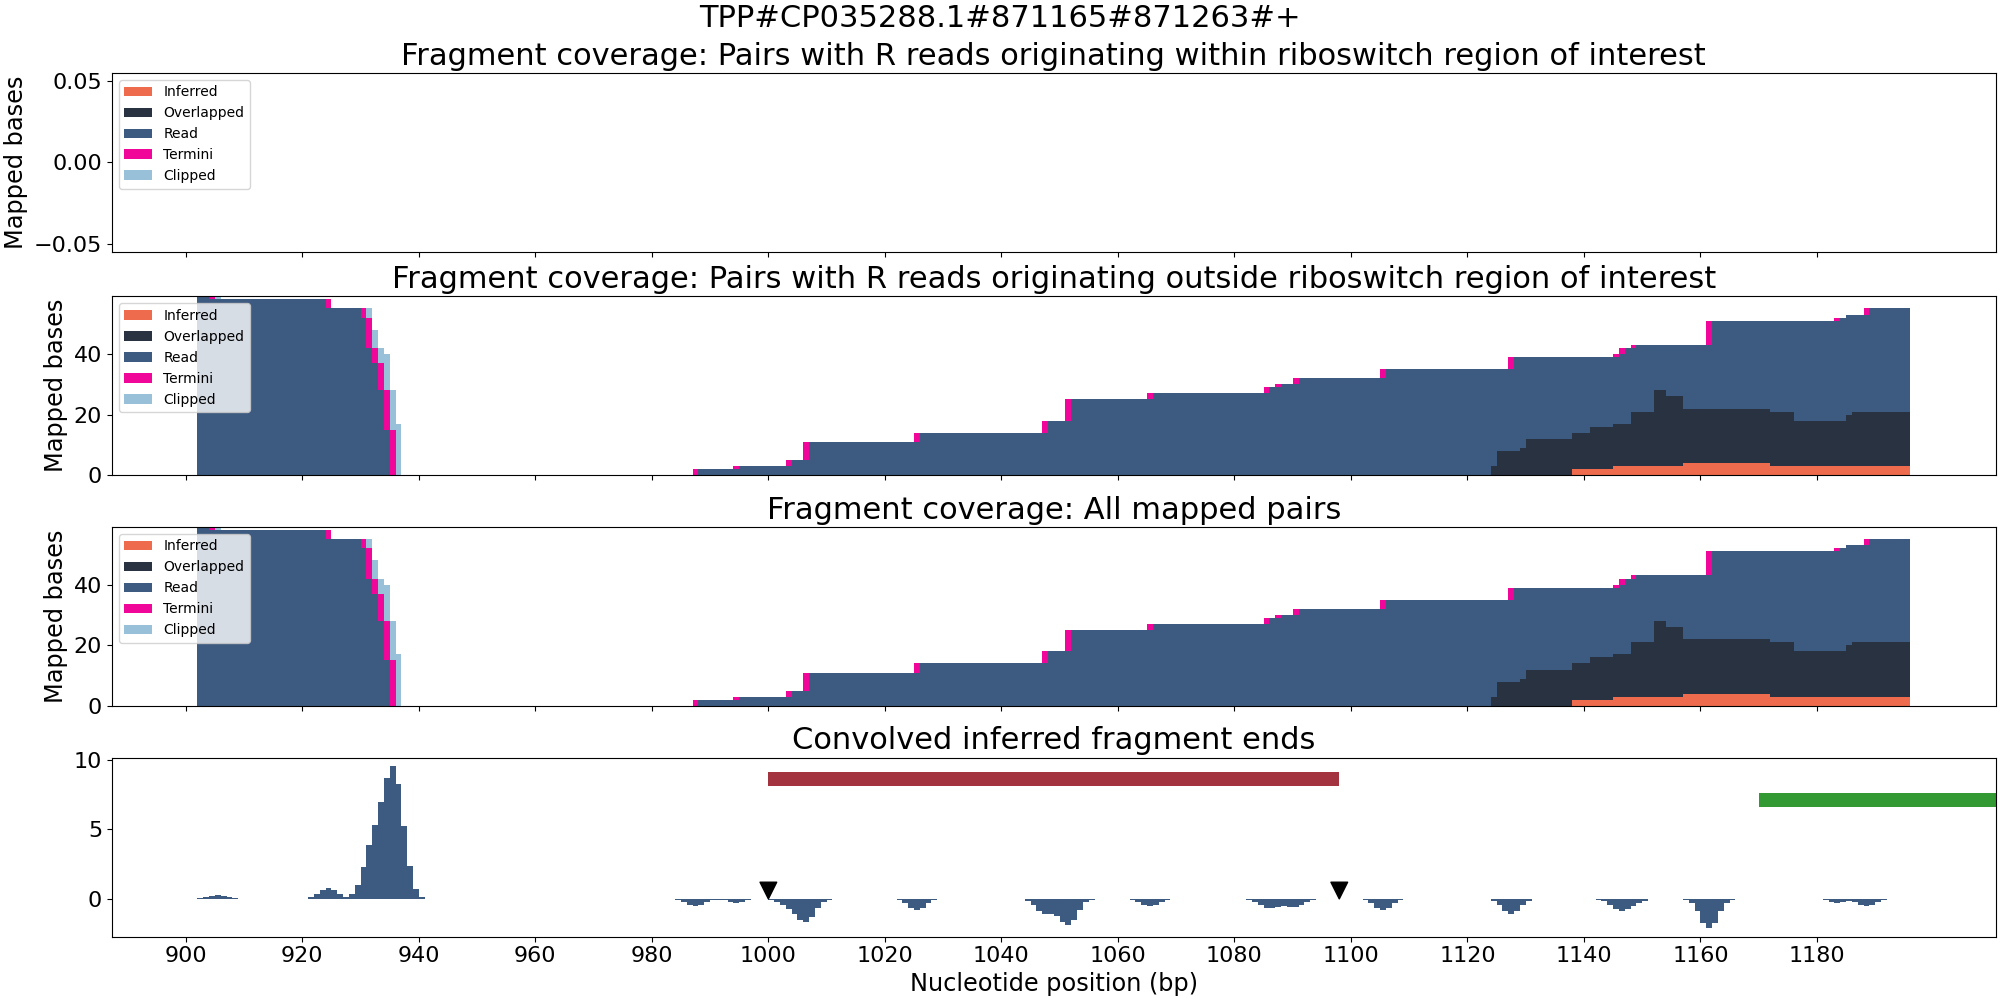 TPP#CP035288.1#871165#871263#+
Fragment coverage: Pairs with R reads originating within riboswitch region of interest
Mapped bases
0.05
0.00
−0.05
Inferred
Overlapped
Read
Termini
Clipped
Fragment coverage: Pairs with R reads originating outside riboswitch region of interest
Mapped bases
40
20
0
Inferred
Overlapped
Read
Termini
Clipped
Fragment coverage: All mapped pairs
Mapped bases
40
20
0
Inferred
Overlapped
Read
Termini
Clipped
Convolved inferred fragment ends
10
5
0
900 920 940 960 980 1000 1020 1040 1060 1080 1100 1120 1140 1160 1180
Nucleotide position (bp)